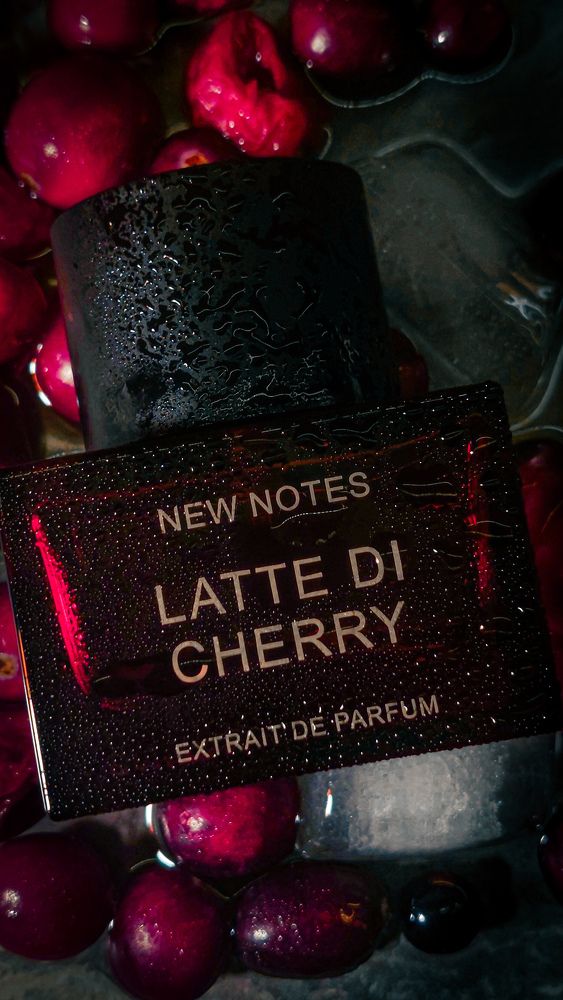 NEW NOTES
LATTE DI
CHERRY
EXTRAIT DE PARFUM